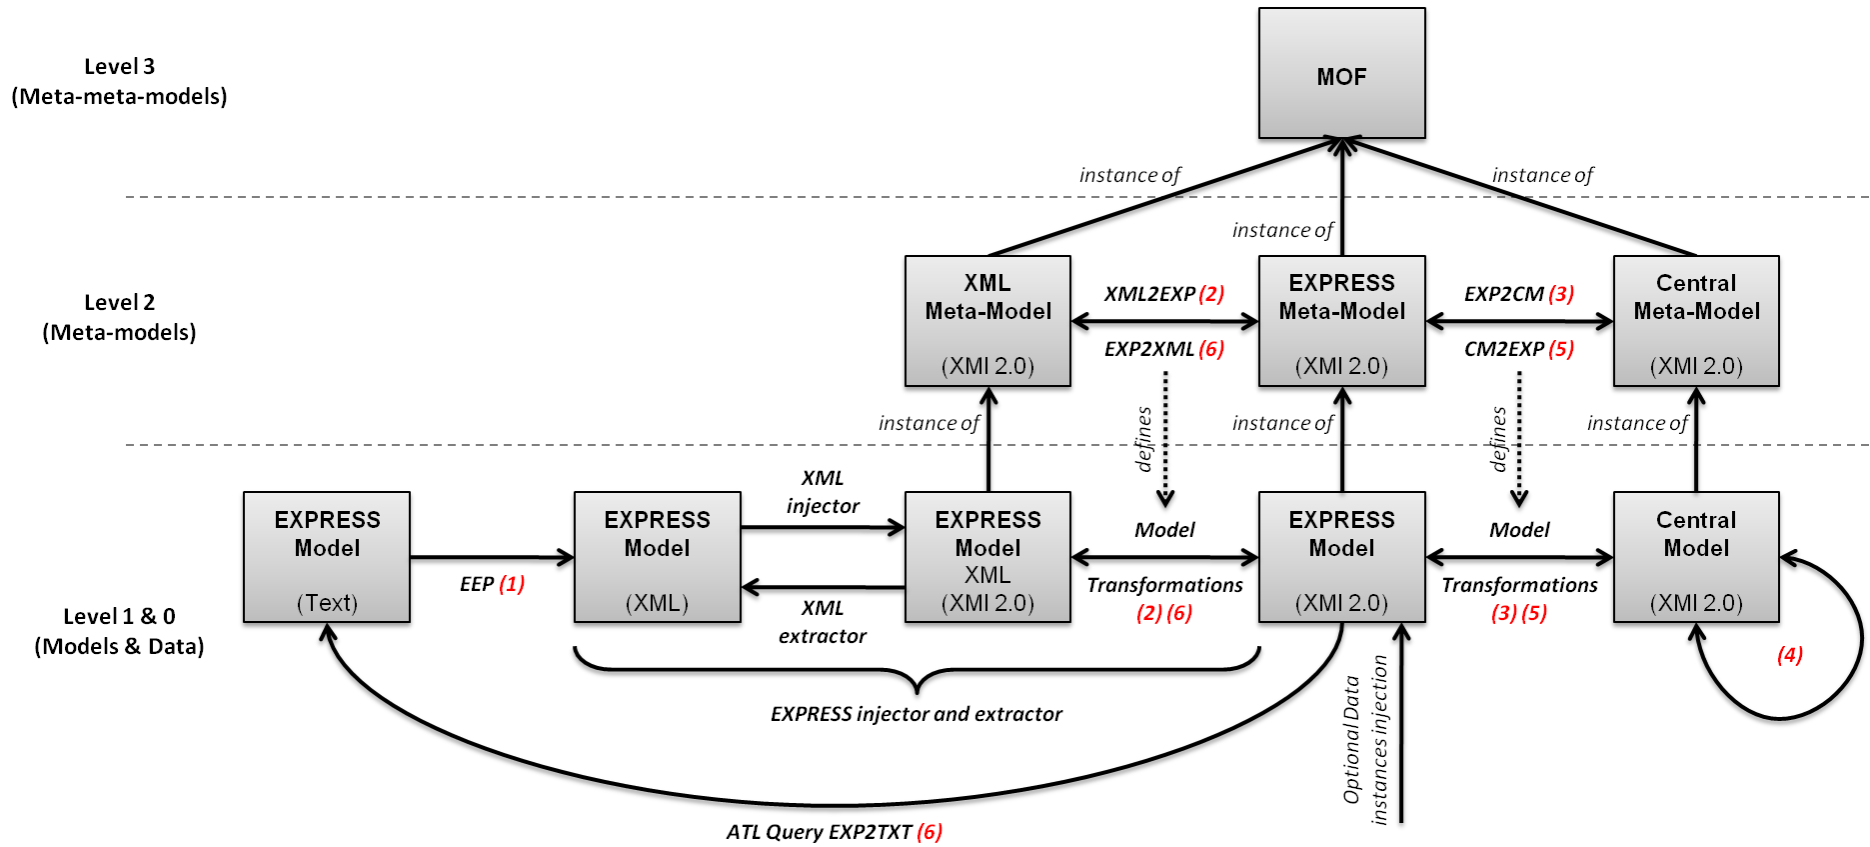 Level 3
(Meta-meta-models)
MOF
instance of
instance of
instance of
Level 2
(Meta-models)
XML
Meta-Model
(XMI 2.0)
XML2EXP (2)
EXP2XML (6)
EXPRESS
Meta-Model
(XMI 2.0)
EXP2CM (3)
CM2EXP (5)
Central
Meta-Model
(XMI 2.0)
instance of
defines
instance of
defines
instance of
Level 1 & 0
(Models & Data)
EXPRESS
Model
(Text)
EEP (1)
EXPRESS
Model
(XML)
XML
injector
XML
extractor
EXPRESS
Model
XML
(XMI 2.0)
Model
Transformations
(2) (6)
EXPRESS
Model
(XMI 2.0)
Model
Transformations
(3) (5)
Central
Model
(XMI 2.0)
(4)
EXPRESS injector and extractor
Optional Data
instances injection
ATL Query EXP2TXT (6)